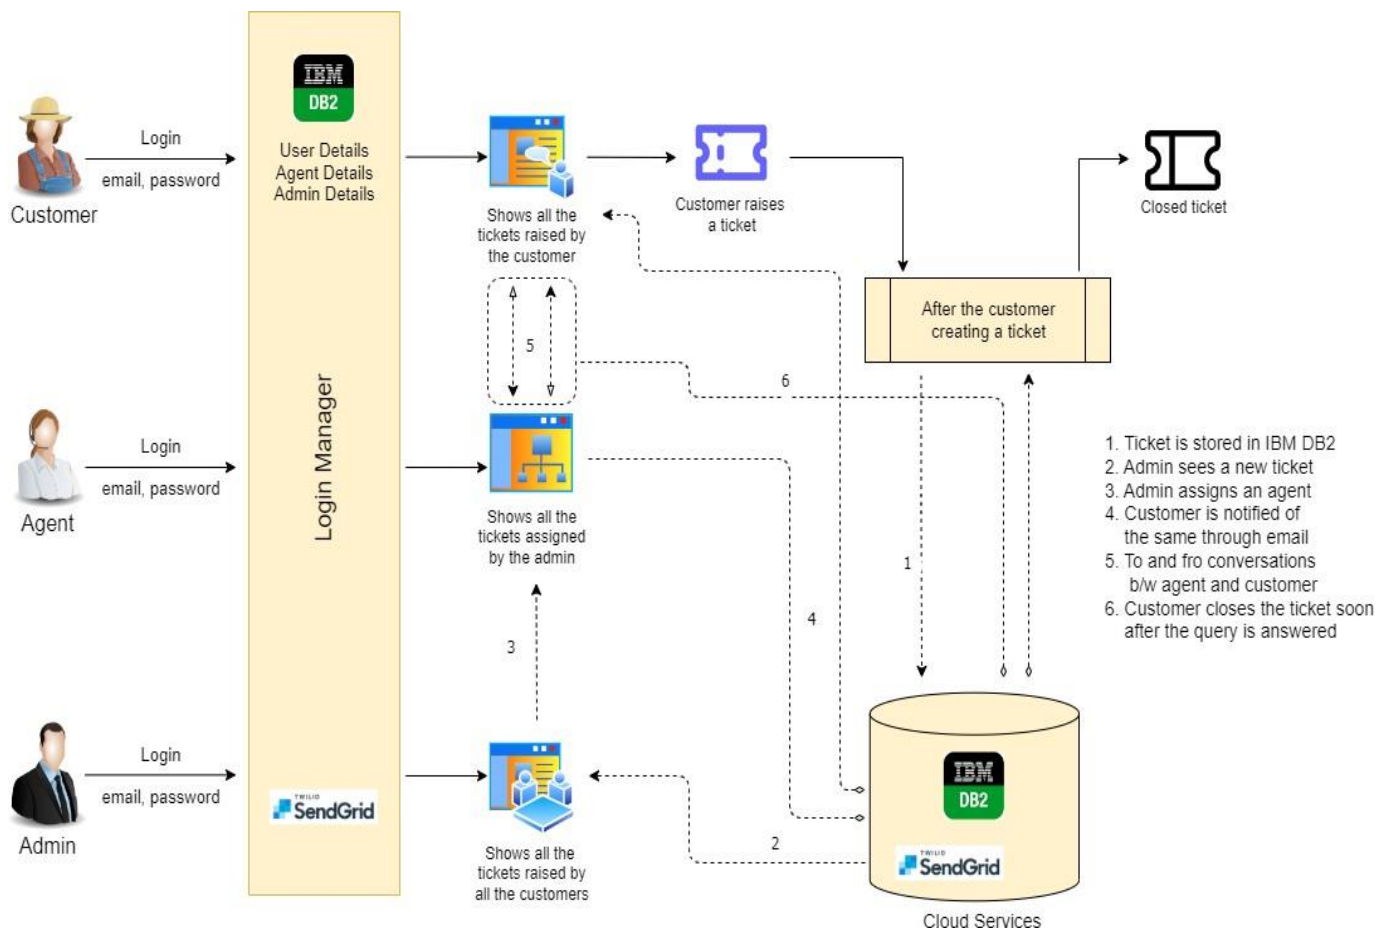 IBM
DB2
User Details
Agent Details
Admin Details
Login Manager
TWILIO
SendGrid
Login
email, password
Customer
Login
email, password
Agent
Login
email, password
Admin
Shows all the
tickets raised by
the customer
Customer raises
a ticket
Closed ticket
After the customer
creating a ticket
5
6
Shows all the
tickets assigned
by the admin
1
4
3
2
Shows all the
tickets raised by
all the customers
1. Ticket is stored in IBM DB2
2. Admin sees a new ticket
3. Admin assigns an agent
4. Customer is notified of
the same through email
5. To and fro conversations
b/w agent and customer
6. Customer closes the ticket soon
after the query is answered
IBM
DB2
TWILIO
SendGrid
Cloud Services